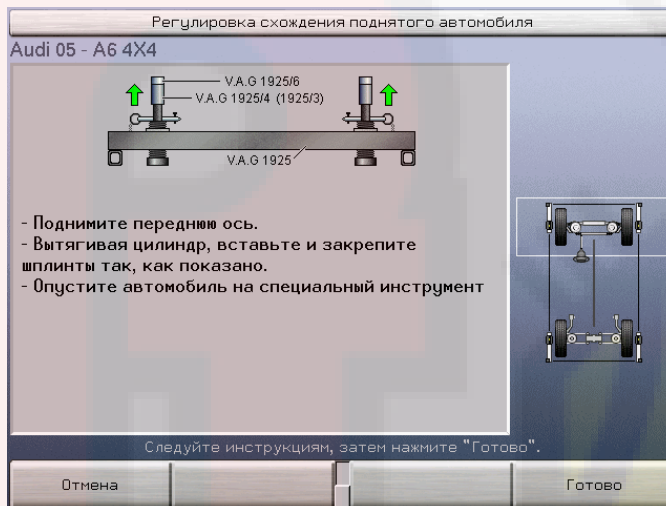 Регулировка схождения поднятого автомобиля
Audi 05 - A6 4X4
V.A.G 1925/6
V.A.G 1925/4 (1925/3)
V.A.G 1925
- Поднимите переднюю ось.
- Вытягивая цилиндр, вставьте и закрепите
шплинты так, как показано.
- Опустите автомобиль на специальный инструмент
Следуйте инструкциям, затем нажмите "Готово".
Отмена
Готово